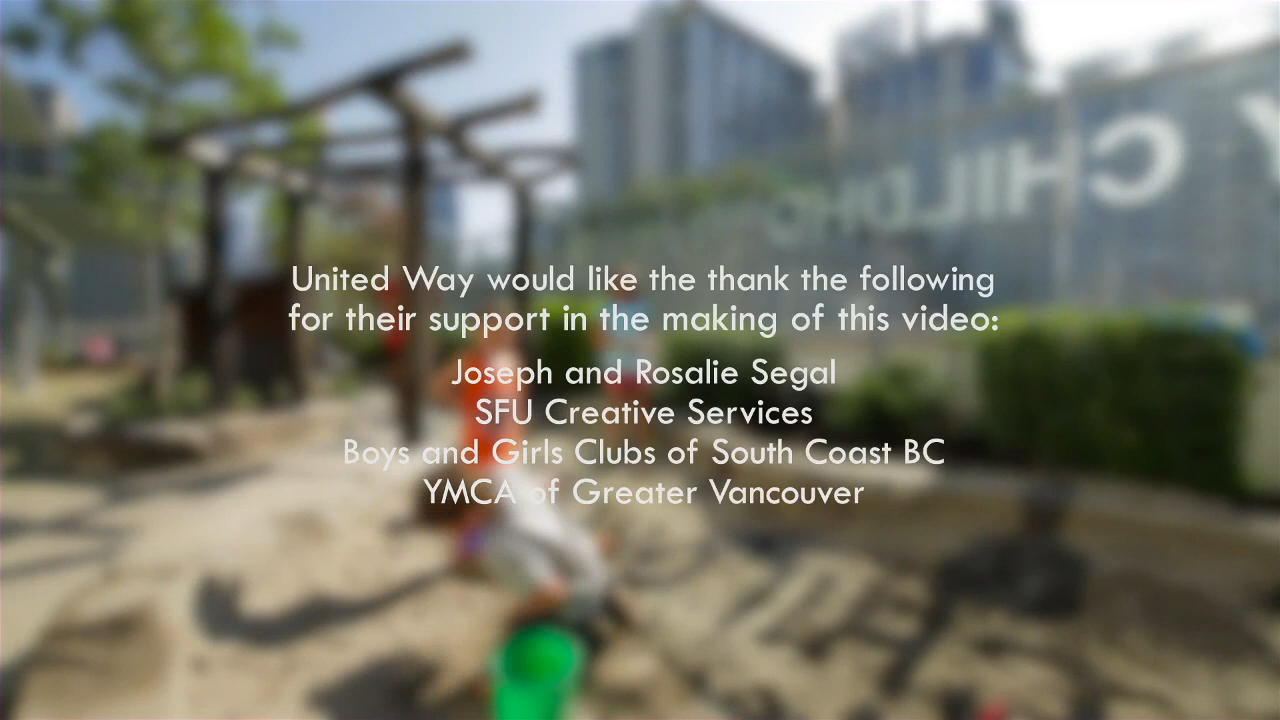 United Way would like the thank the following
for their support in the making of this video:
Joseph and Rosalie Segal
SFU Creative Services
Boys and Girls Clubs of South Coast BC
YMCA of Greater Vancouver
Y CHILDHO